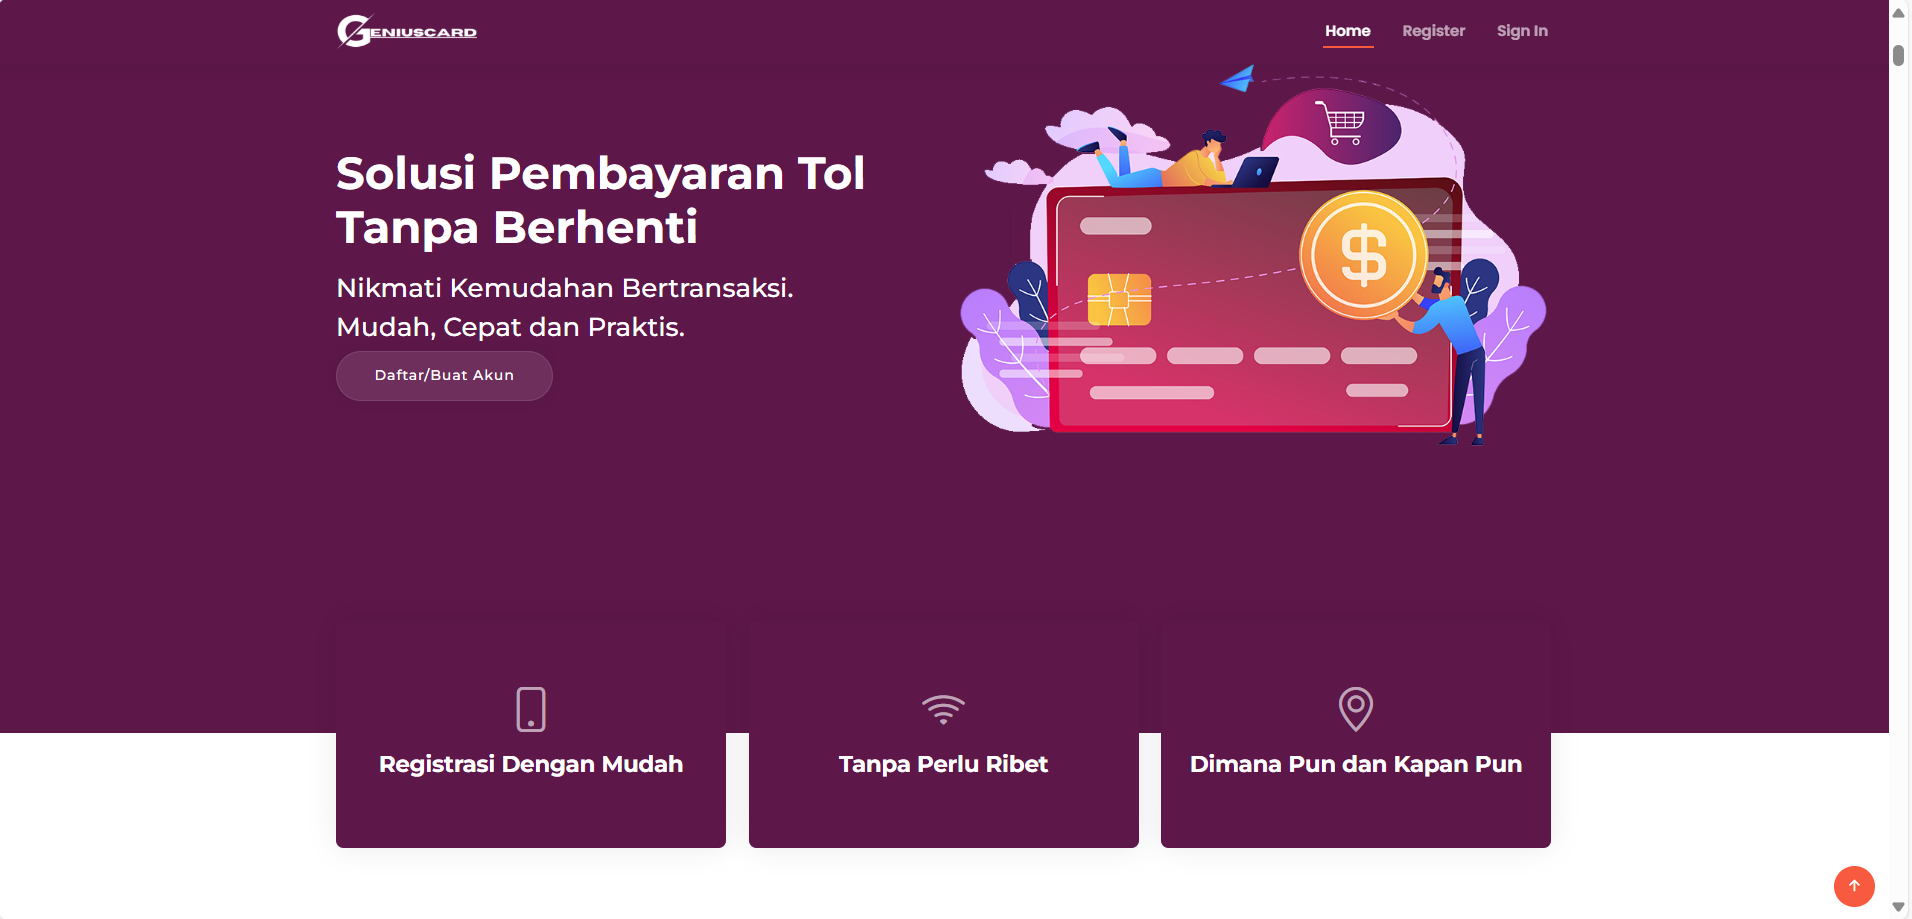 GENIUSCARD
Home
Register
Sign In
Solusi Pembayaran Tol
Tanpa Berhenti
Nikmati Kemudahan Bertransaksi.
Mudah, Cepat dan Praktis.
Daftar/Buat Akun
$
Registrasi Dengan Mudah
Tanpa Perlu Ribet
Dimana Pun dan Kapan Pun